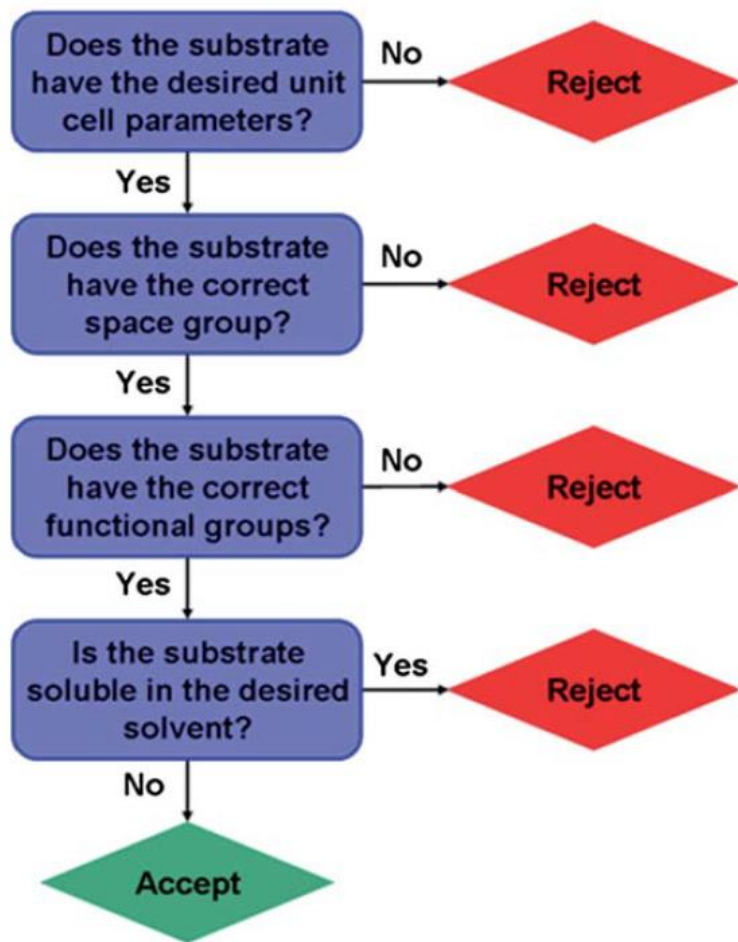 Does the substrate
have the desired unit
cell parameters?
No
Reject
Yes
Does the substrate
have the correct
space group?
No
Reject
Yes
Does the substrate
have the correct
functional groups?
No
Reject
Yes
Is the substrate
soluble in the desired
solvent?
Yes
Reject
No
Accept